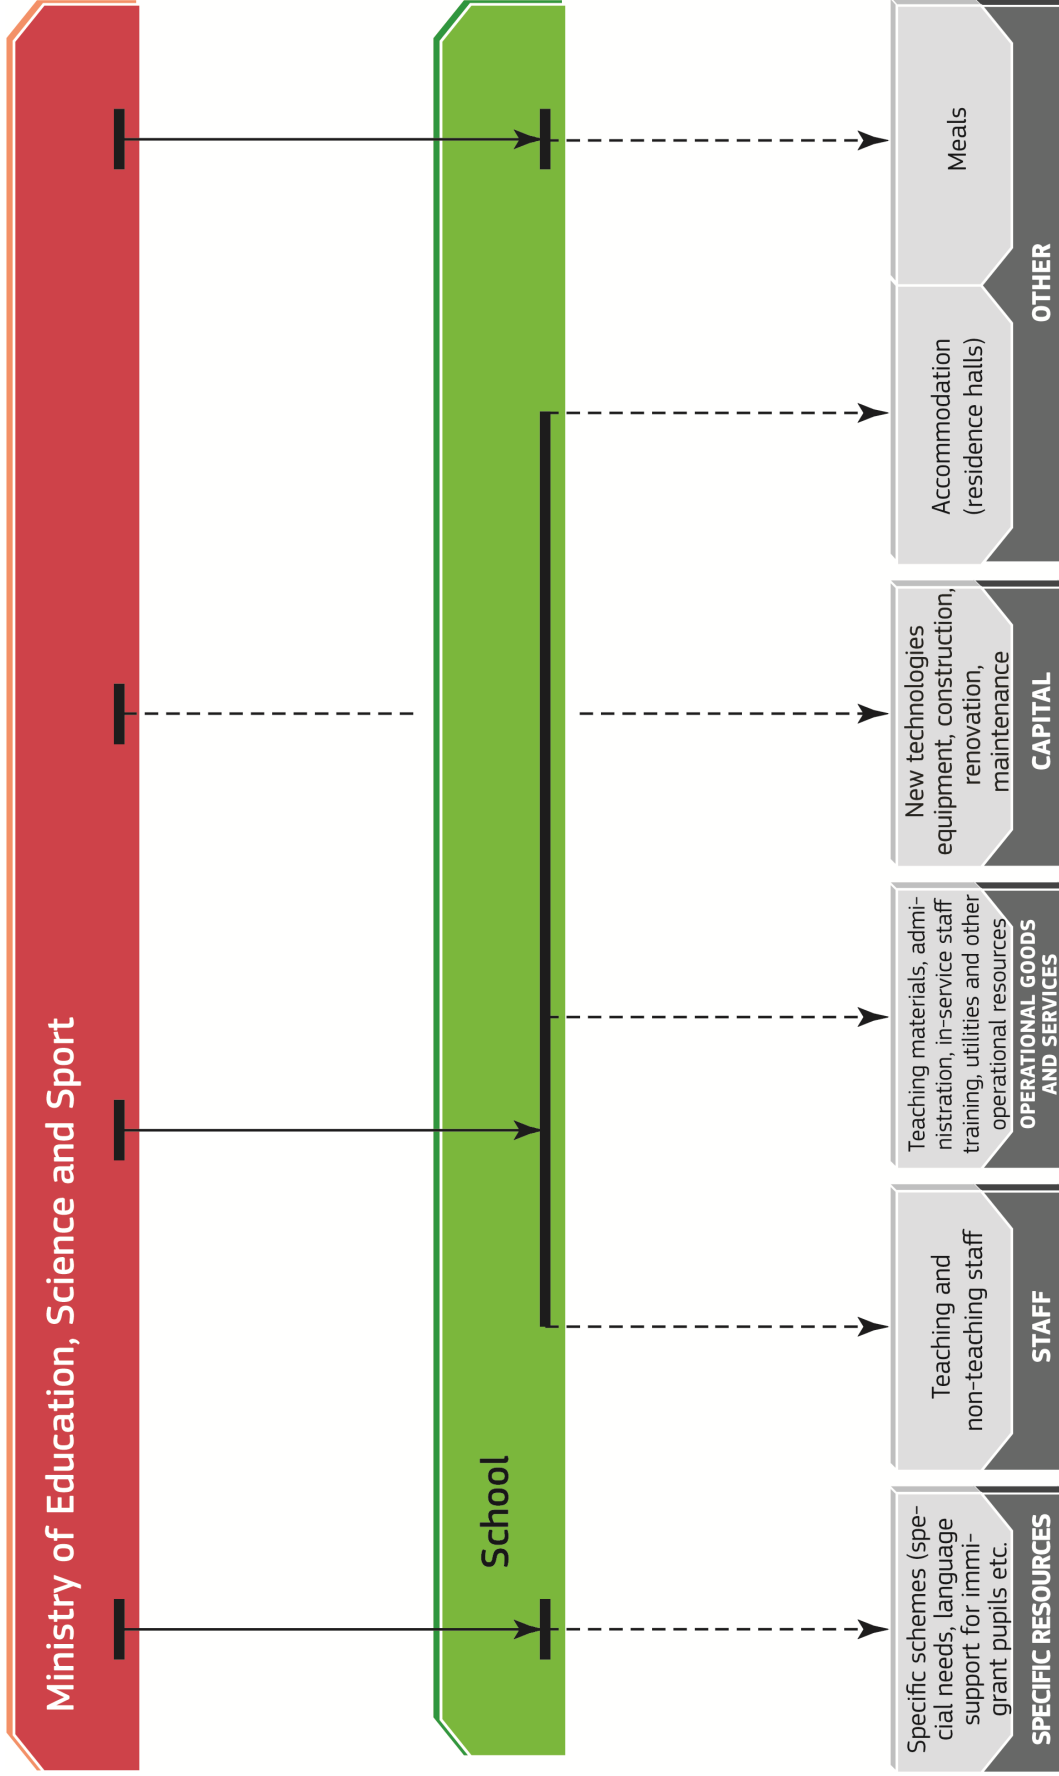 Ministry of Education, Science and Sport
School
Specific schemes (spe-
cial needs, language
support for immi-
grant pupils etc.
SPECIFIC RESOURCES
Teaching and
non-teaching staff
STAFF
Teaching materials, admi-
nistration, in-service staff
training, utilities and other
operational resources
OPERATIONAL GOODS
AND SERVICES
New technologies
equipment, construction,
renovation,
maintenance
CAPITAL
Accommodation
(residence halls)
Meals
OTHER